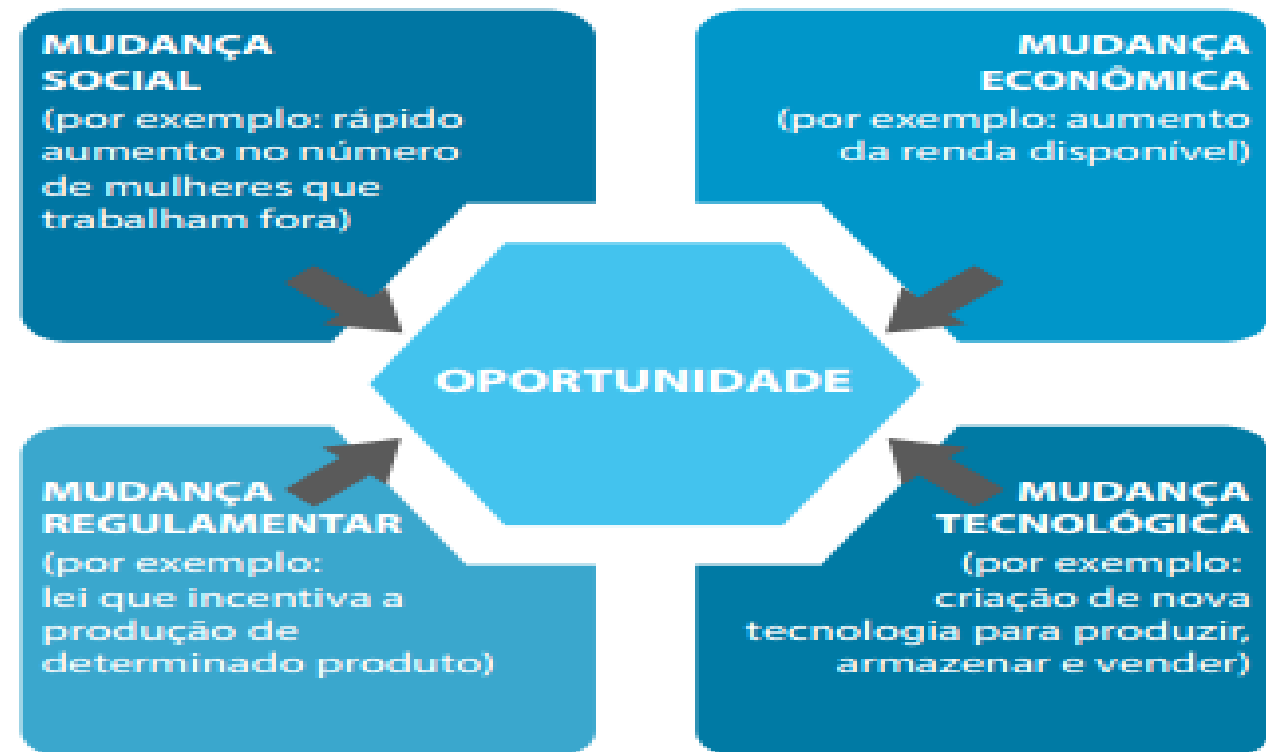 MUDANÇA
SOCIAL
(por exemplo: rápido
aumento no número
de mulheres que
trabalham fora)
MUDANÇA
ECONÔMICA
(por exemplo: aumento
da renda disponível)
OPORTUNIDADE
MUDANÇA
REGULAMENTAR
(por exemplo:
lei que incentiva a
produção de
determinado produto)
MUDANÇA
TECNOLÓGICA
(por exemplo:
criação de nova
tecnologia para produzir,
armazenar e vender)